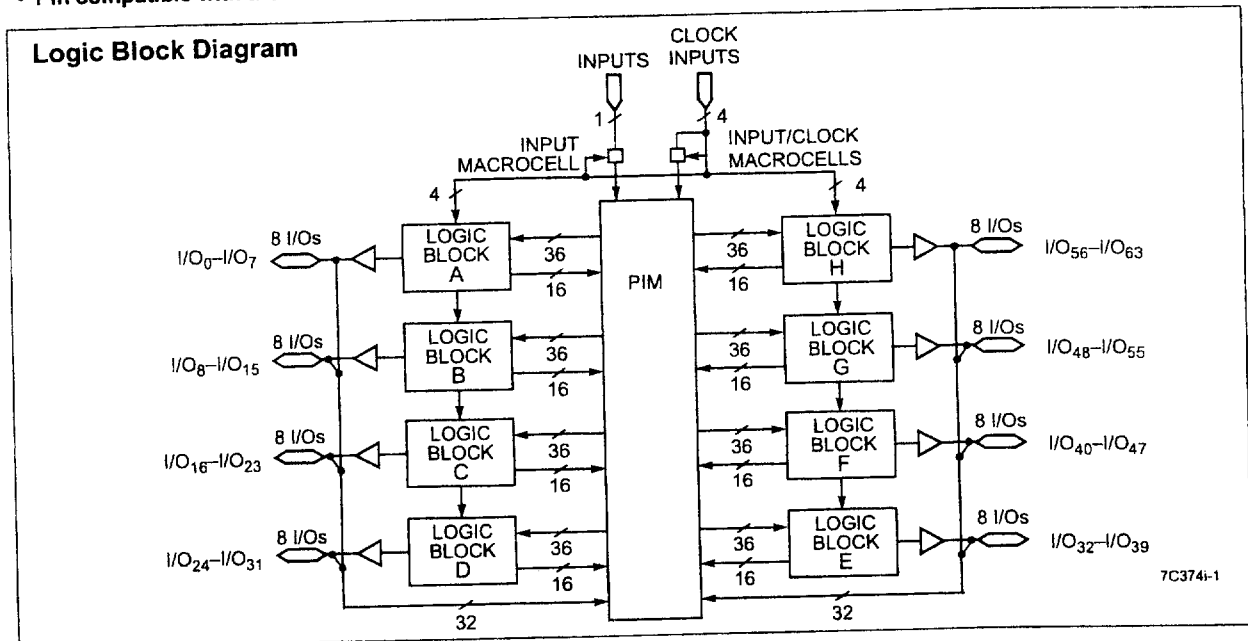 • Pin compatible with
Logic Block Diagram
INPUTS
CLOCK
INPUTS
1
4
INPUT
MACROCELL
INPUT/CLOCK
MACROCELLS
4
4
I/O0–I/O7
8 I/Os
LOGIC
BLOCK
A
36
16
PIM
36
16
LOGIC
BLOCK
H
8 I/Os
I/O56–I/O63
I/O8–I/O15
8 I/Os
LOGIC
BLOCK
B
36
16
36
16
LOGIC
BLOCK
G
8 I/Os
I/O48–I/O55
I/O16–I/O23
8 I/Os
LOGIC
BLOCK
C
36
16
36
16
LOGIC
BLOCK
F
8 I/Os
I/O40–I/O47
I/O24–I/O31
8 I/Os
LOGIC
BLOCK
D
36
16
36
16
LOGIC
BLOCK
E
8 I/Os
I/O32–I/O39
32
32
7C374i-1